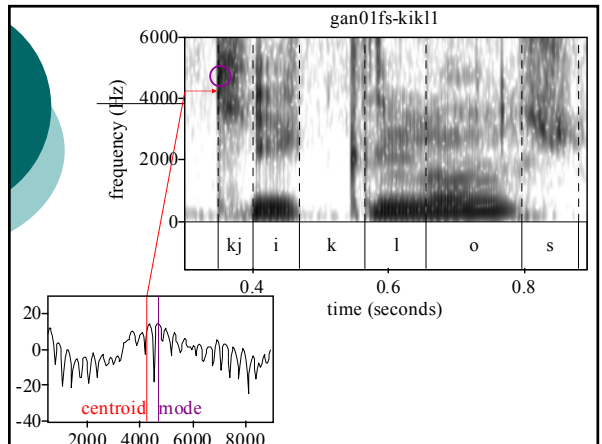 gan01fs-kikl1
6000
4000
2000
0
frequency (Hz)
kj i k l o s
0.4 0.6 0.8
time (seconds)
20
0
-20
-40
centroid mode
2000 4000 6000 8000